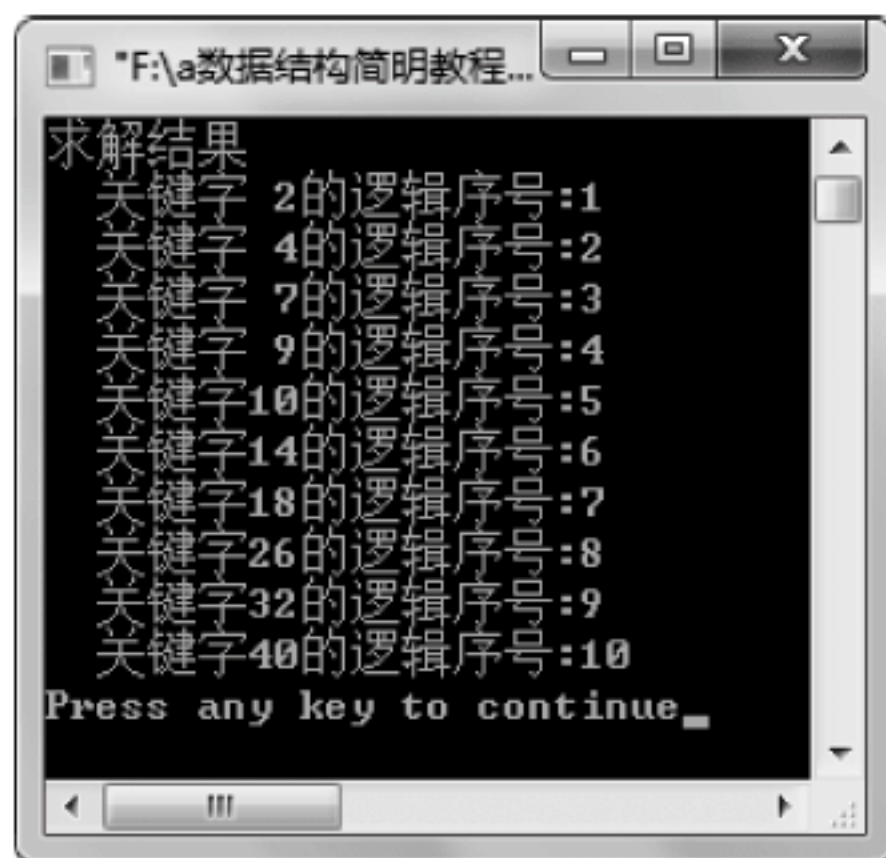 "F:\a数据结构简明教程...
求解结果
关键字 2的逻辑序号:1
关键字 4的逻辑序号:2
关键字 7的逻辑序号:3
关键字 9的逻辑序号:4
关键字10的逻辑序号:5
关键字14的逻辑序号:6
关键字18的逻辑序号:7
关键字26的逻辑序号:8
关键字32的逻辑序号:9
关键字40的逻辑序号:10
Press any key to continue